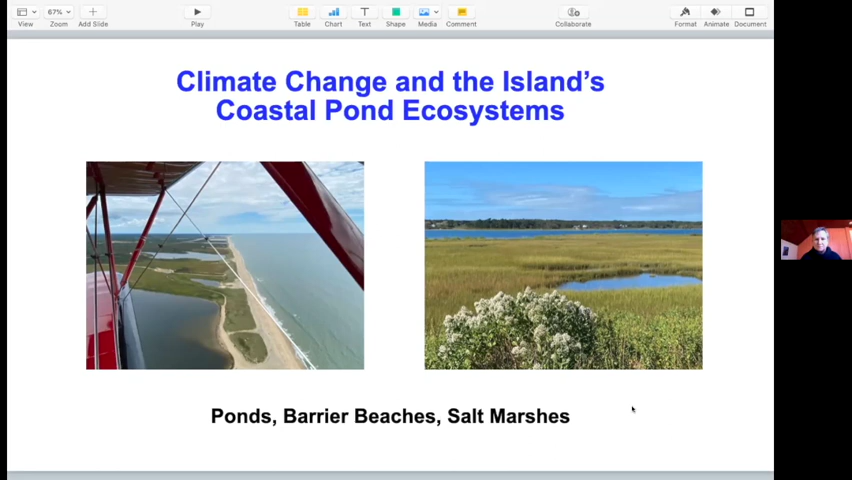 67%
View
Zoom
Add Slide
Play
Table
Chart
Text
Shape
Media
Comment
Collaborate
Format
Animate
Document
Climate Change and the Island’s
Coastal Pond Ecosystems
Ponds, Barrier Beaches, Salt Marshes